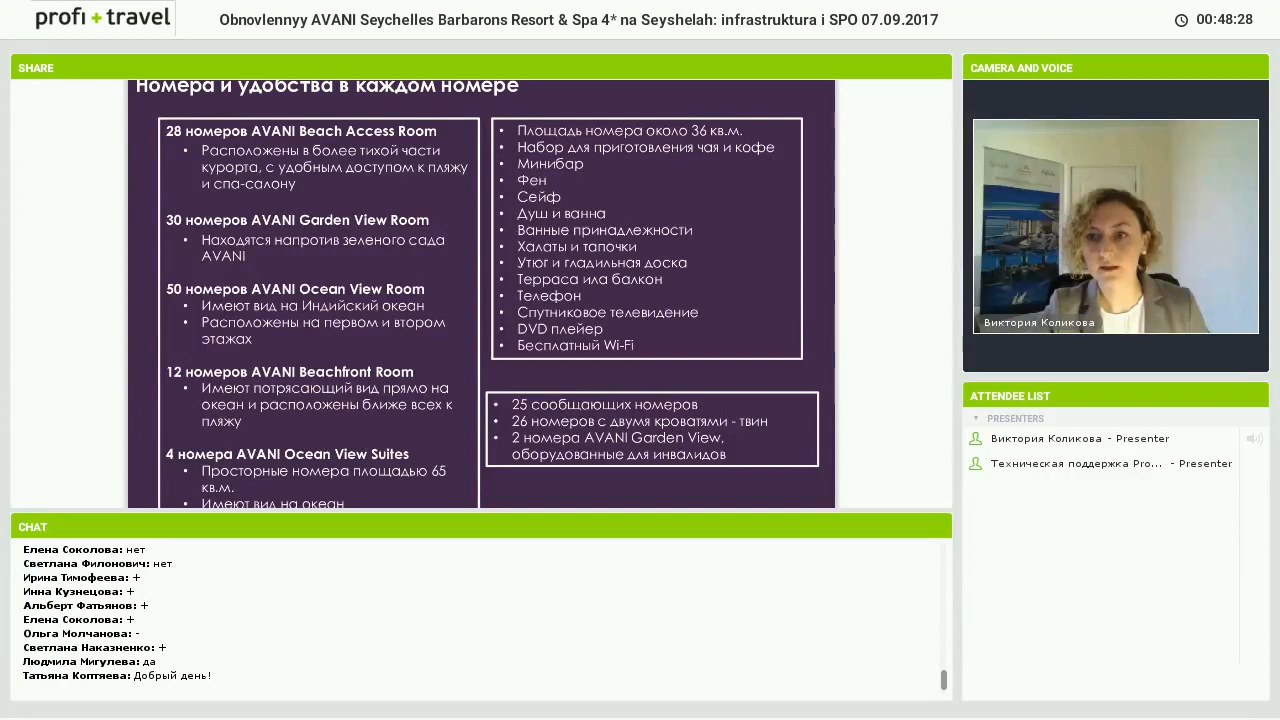 profi + travel
Obnovlennyy AVANI Seychelles Barbarons Resort & Spa 4* na Seyshelah: infrastruktura i SPO 07.09.2017
00:48:28
SHARE
Номера и удобства в каждом номере
28 номеров AVANI Beach Access Room
• Расположены в более тихой части
курорта, с удобным доступом к пляжу
и спа-салону
30 номеров AVANI Garden View Room
• Находятся напротив зеленого сада
AVANI
50 номеров AVANI Ocean View Room
• Имеют вид на Индийский океан
• Расположены на первом и втором
этажах
12 номеров AVANI Beachfront Room
• Имеют потрясающий вид прямо на
океан и расположены ближе всех к
пляжу
4 номера AVANI Ocean View Suites
• Просторные номера площадью 65
кв.м.
• Имеют вид на океан
• Площадь номера около 36 кв.м.
• Набор для приготовления чая и кофе
• Минибар
• Фен
• Сейф
• Душ и ванна
• Ванные принадлежности
• Халаты и тапочки
• Утюг и гладильная доска
• Терраса ила балкон
• Телефон
• Спутниковое телевидение
• DVD плейер
• Бесплатный Wi-Fi
• 25 сообщающих номеров
• 26 номеров с двумя кроватями - твин
• 2 номера AVANI Garden View,
оборудованные для инвалидов
CAMERA AND VOICE
Виктория Коликова
ATTENDEE LIST
PRESENTERS
Виктория Коликова - Presenter
Техническая поддержка Pro... - Presenter
CHAT
Елена Соколова: нет
Светлана Филонович: нет
Ирина Тимофеева: +
Инна Кузнецова: +
Альберт Фатьянов: +
Елена Соколова: +
Ольга Молчанова: -
Светлана Наказненко: +
Людмила Мигулева: да
Татьяна Коптяева: Добрый день!